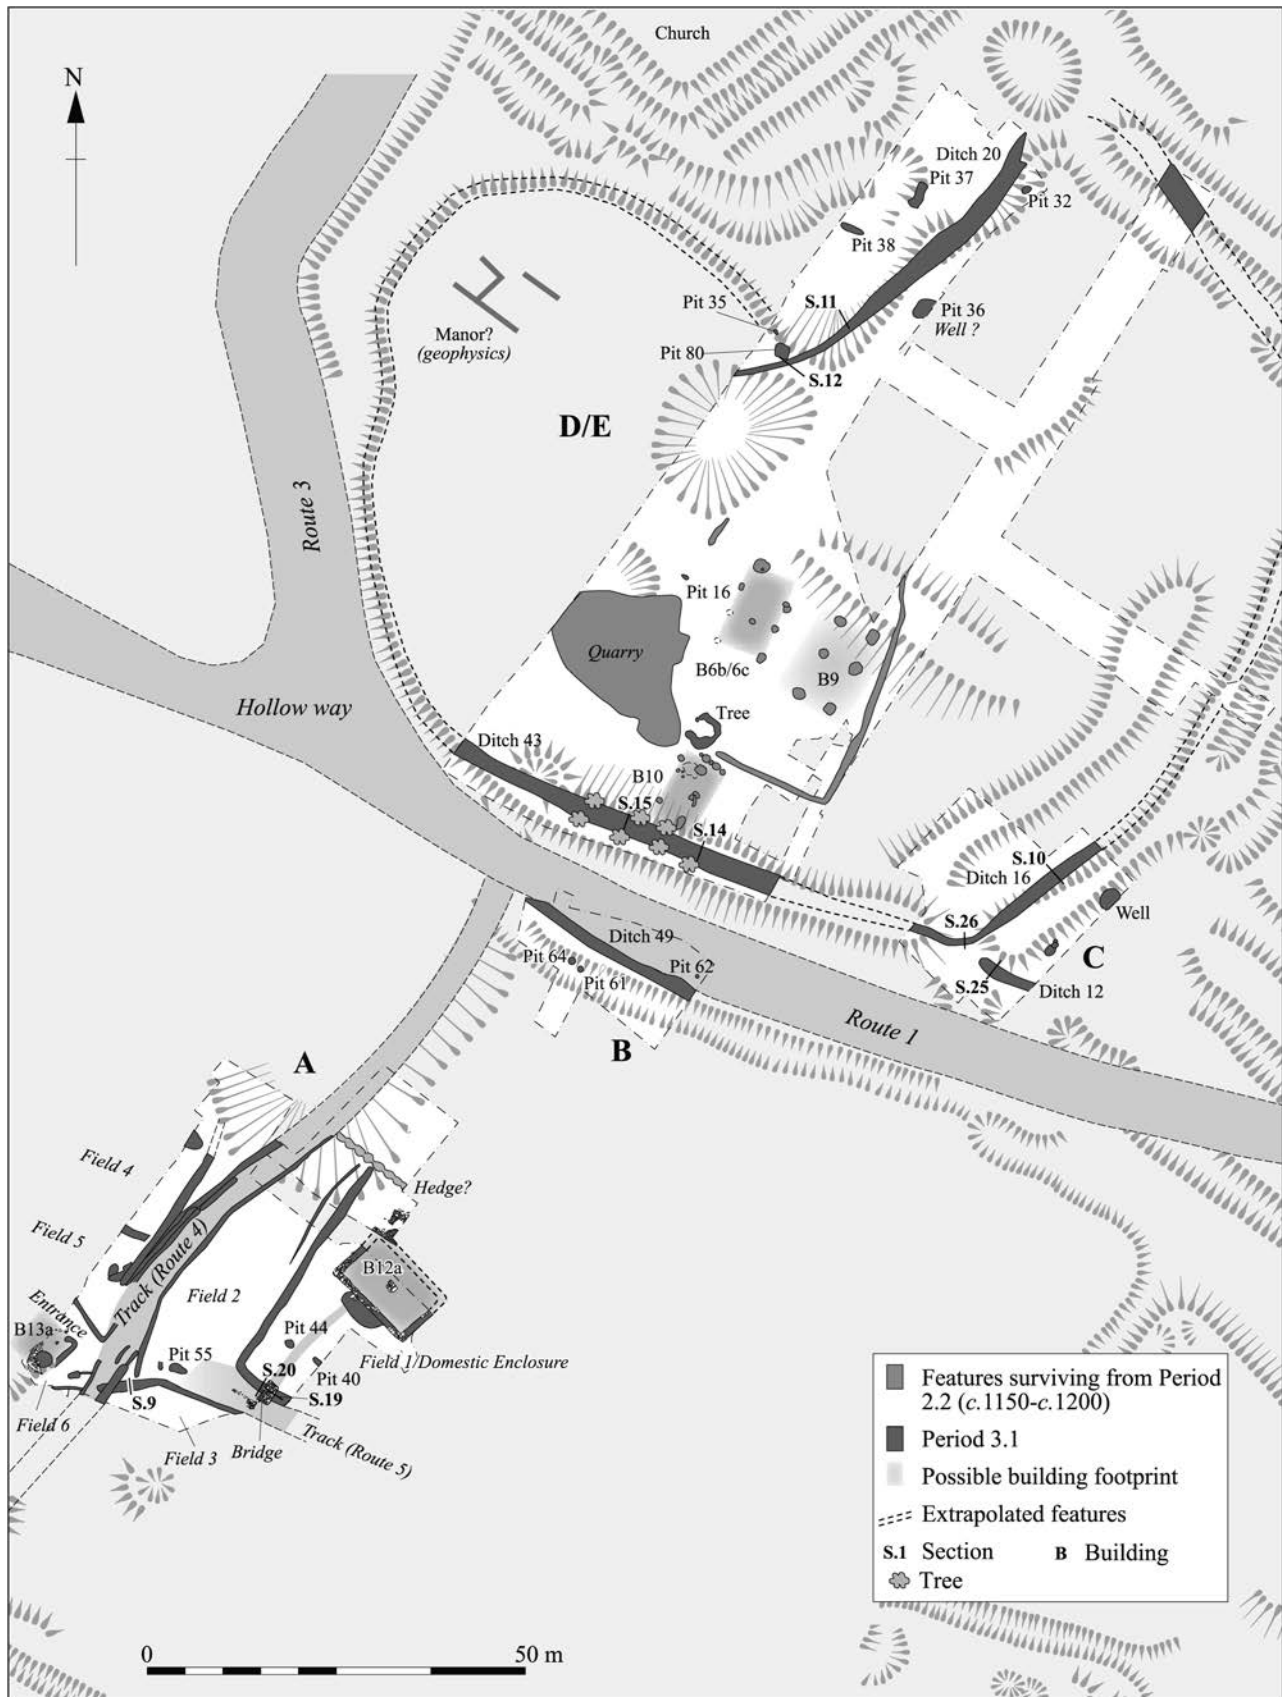 Church
N
Ditch 20
Pit 37
Pit 32
Pit 38
Pit 35
S.11
Pit 36
Well ?
Manor?
(geophysics)
Pit 80
S.12
D/E
Route 3
Pit 16
Quarry
B6b/6c
B9
Hollow way
Tree
Ditch 43
B10
S.15
S.14
S.10
Ditch 16
Well
S.26
Ditch 49
C
Pit 64
Pit 62
Pit 61
S.25
Ditch 12
Route 1
B
A
Field 4
Hedge?
Field 5
Track (Route 4)
B12a
Field 2
Entrance
B13a
Pit 44
Pit 55
Field 1/Domestic Enclosure
S.20
Pit 40
S.19
S.9
Field 6
Field 3
Bridge
Track (Route 5)
Features surviving from Period
2.2 (c.1150-c.1200)
Period 3.1
Possible building footprint
Extrapolated features
S.1 Section B Building
Tree
0 50 m